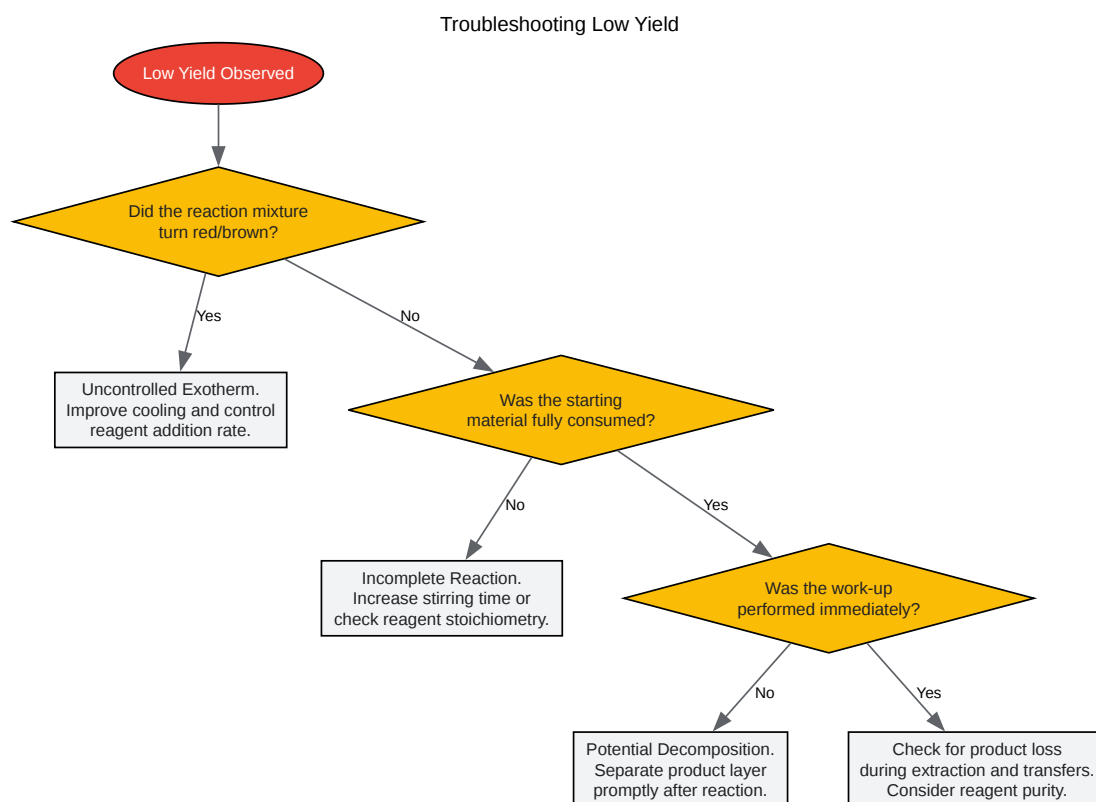 Troubleshooting Low Yield
Low Yield Observed
Did the reaction mixture
turn red/brown?
Yes
No
Uncontrolled Exotherm.
Improve cooling and control
reagent addition rate.
Was the starting
material fully consumed?
No
Yes
Incomplete Reaction.
Increase stirring time or
check reagent stoichiometry.
Was the work-up
performed immediately?
No
Yes
Potential Decomposition.
Separate product layer
promptly after reaction.
Check for product loss
during extraction and transfers.
Consider reagent purity.